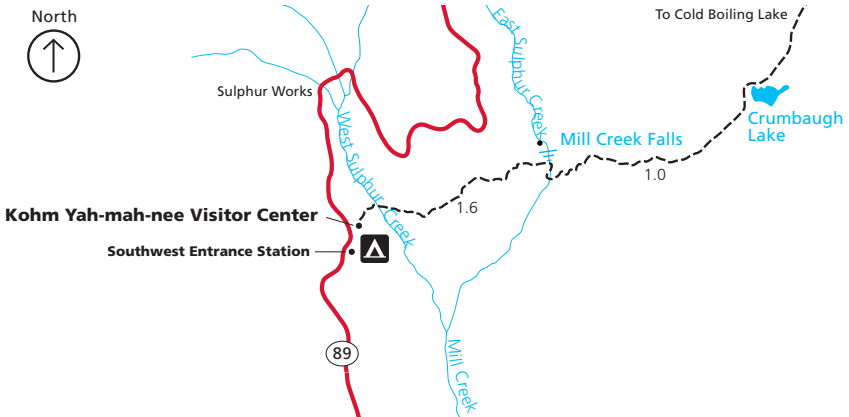 North
To Cold Boiling Lake
East Sulphur Creek
Sulphur Works
West Sulphur Creek
Mill Creek Falls
Crumbaugh
Lake
1.0
1.6
Kohm Yah-mah-nee Visitor Center
Southwest Entrance Station
89
Mill Creek